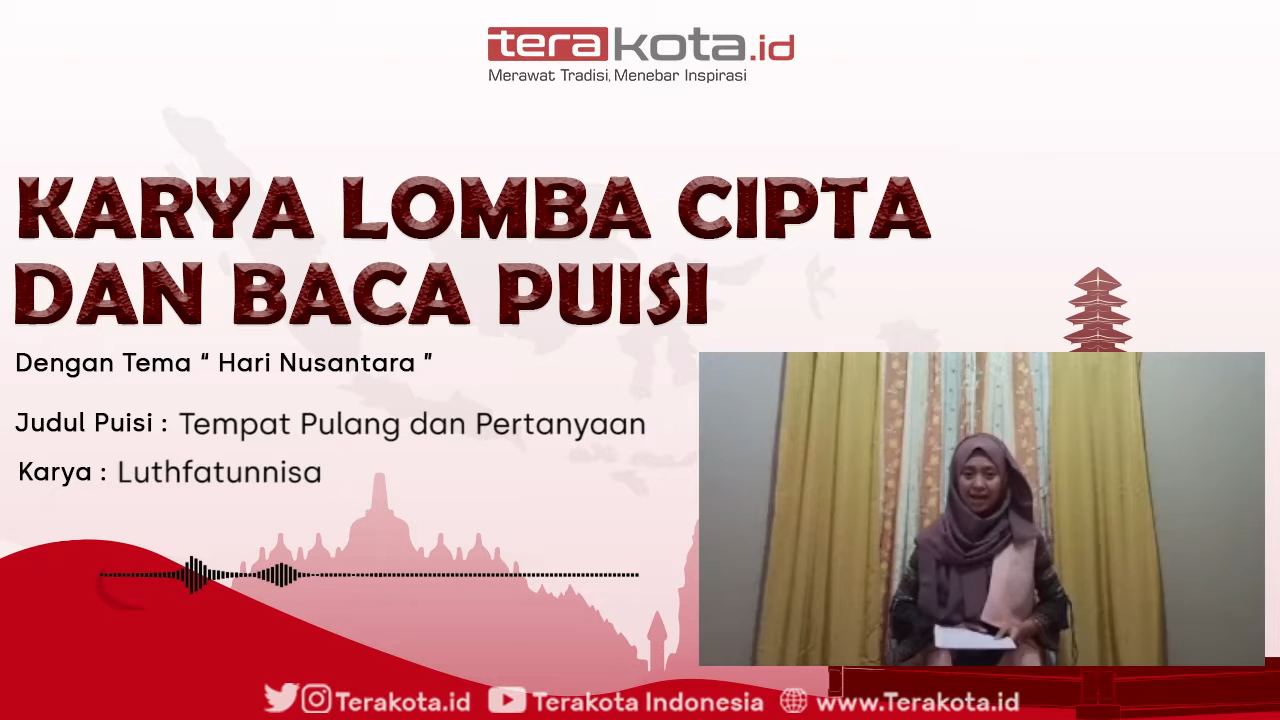 terakota.id
Merawat Tradisi, Menebar Inspirasi
KARYA LOMBA CIPTA
DAN BACA PUISI
Dengan Tema “ Hari Nusantara ”
Judul Puisi : Tempat Pulang dan Pertanyaan
Karya : Luthfatunnisa
Terakota.id Terakota Indonesia www.Terakota.id